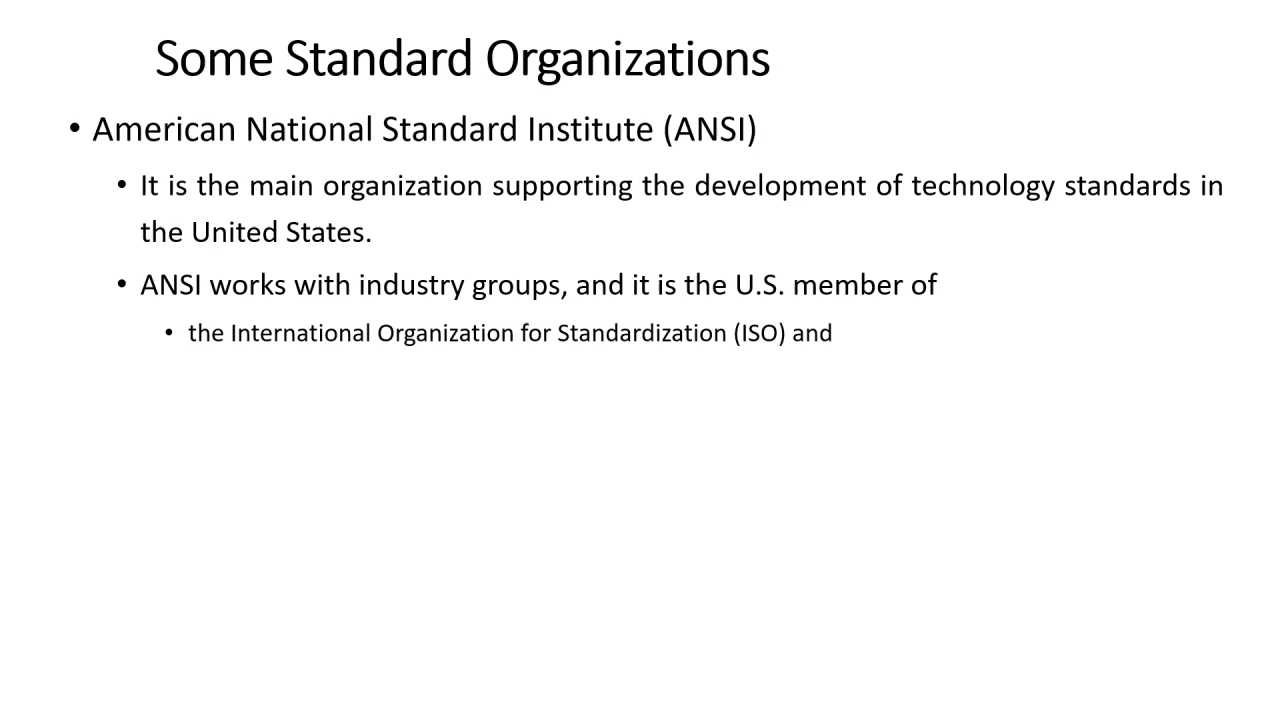 Some Standard Organizations
• American National Standard Institute (ANSI)
• It is the main organization supporting the development of technology standards in
the United States.
• ANSI works with industry groups, and it is the U.S. member of
• the International Organization for Standardization (ISO) and